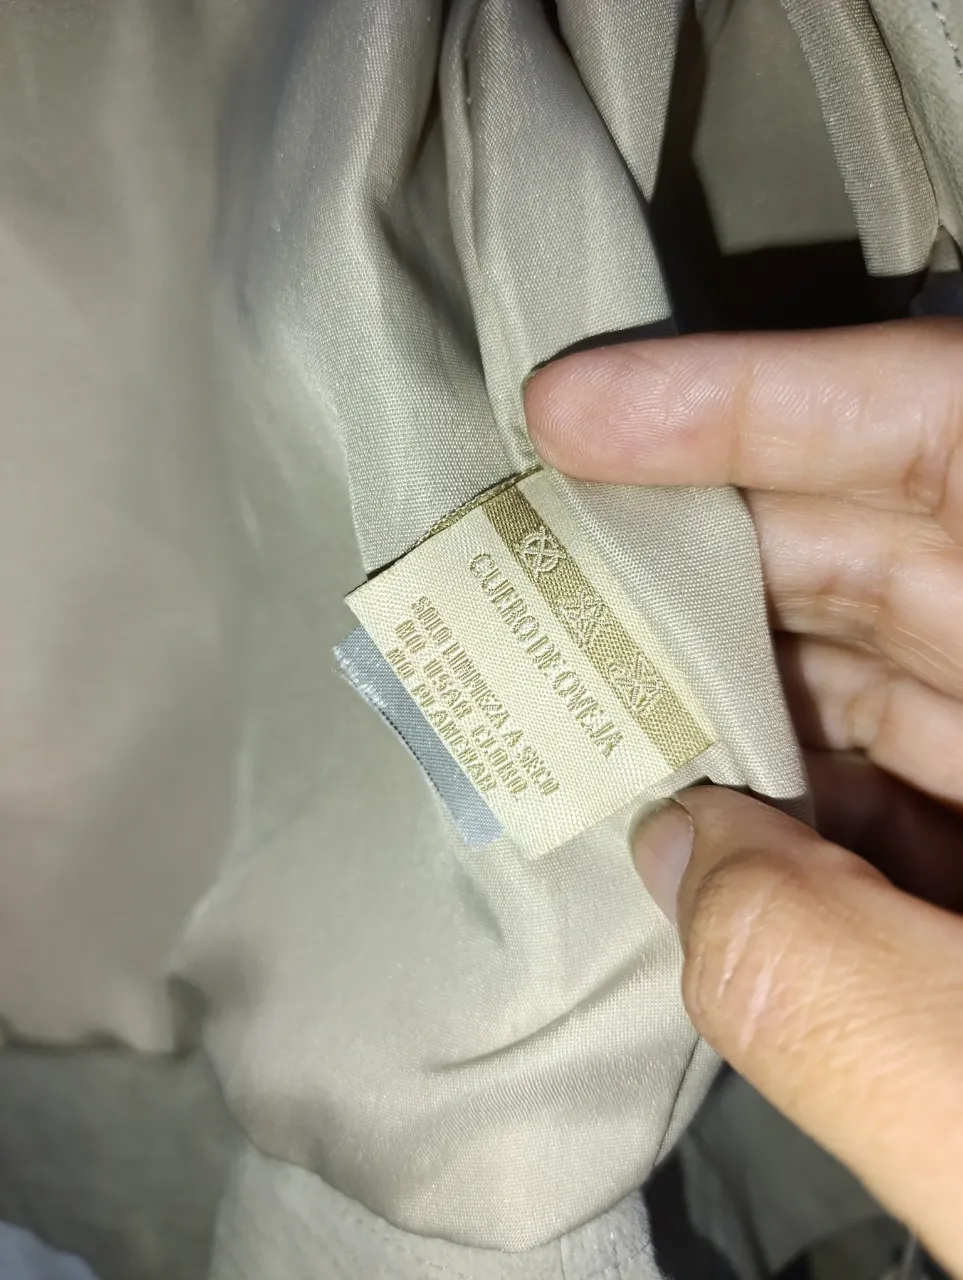 CUERO DE OVEJA
SOLO LIMPIEZA A SECO
NO USAR CLORO
NO PLANCHAR